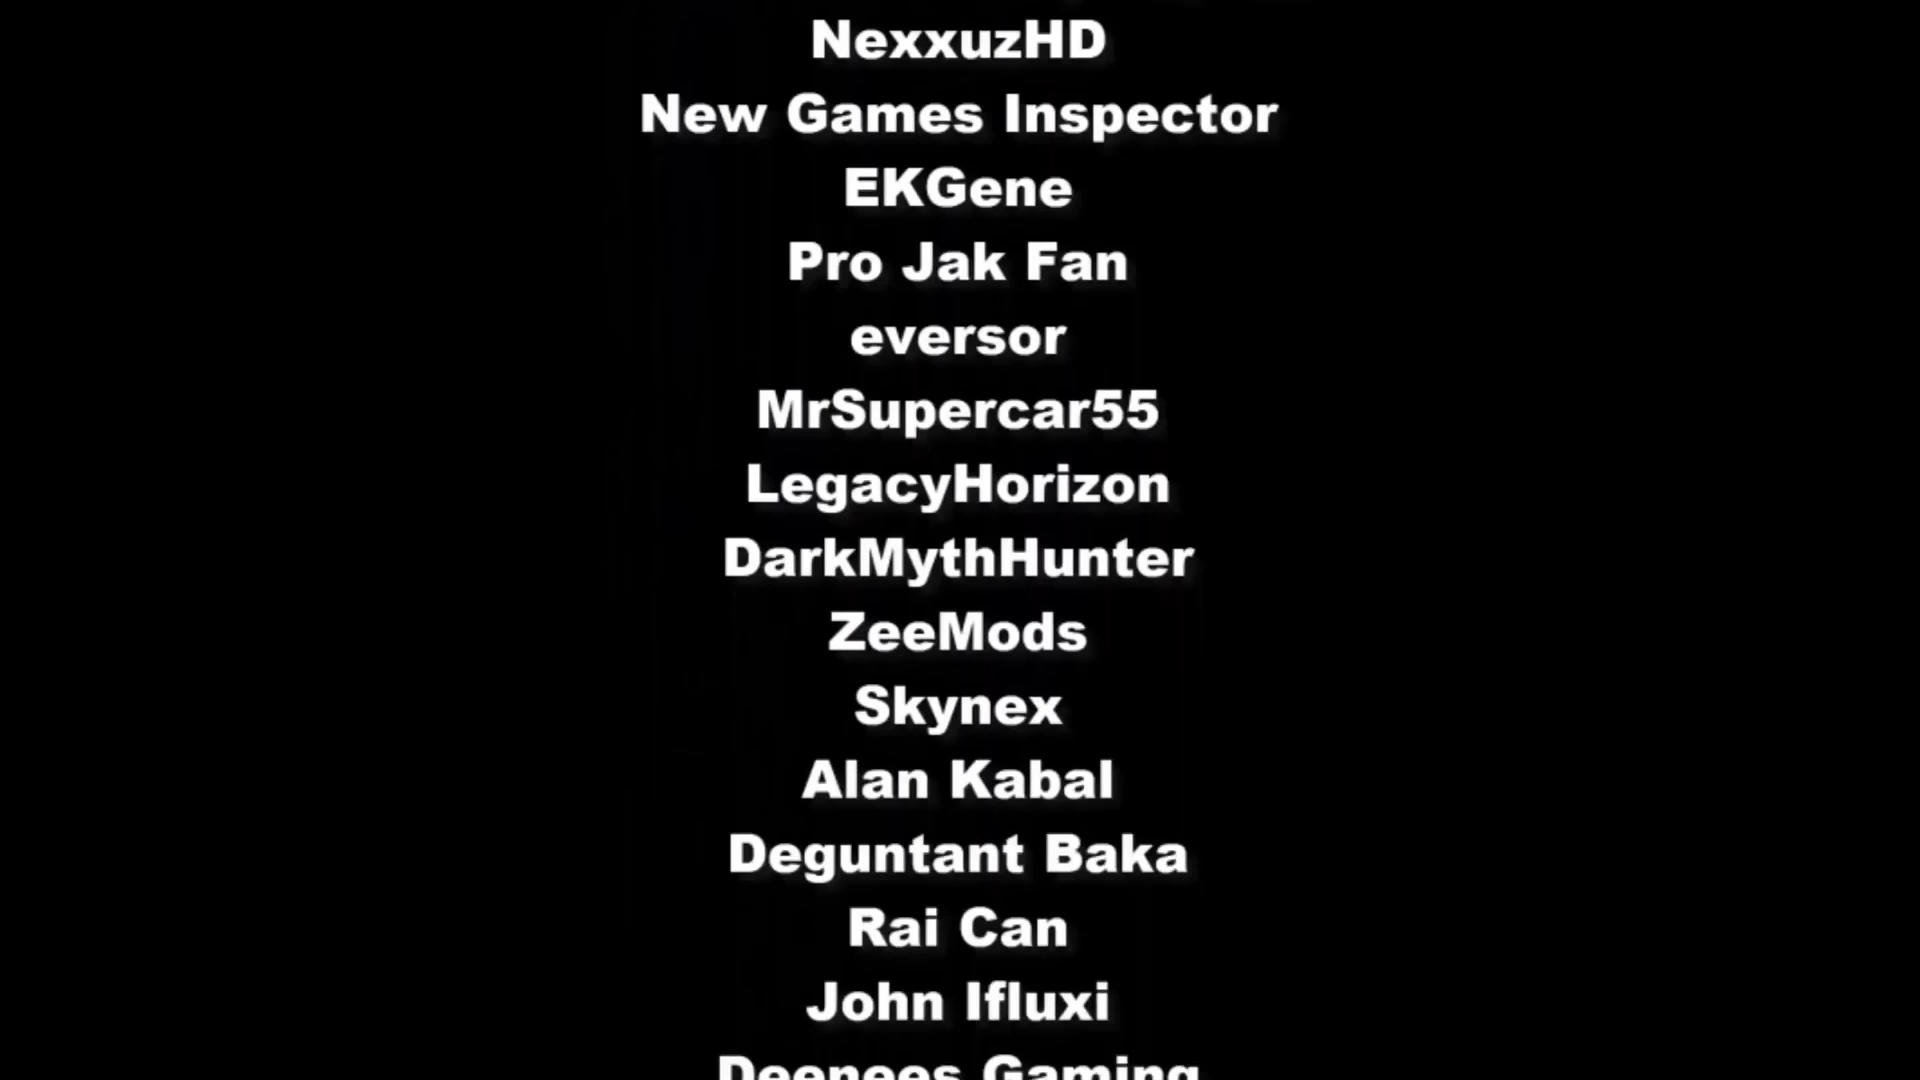 NexxuzHD
New Games Inspector
EKGene
Pro Jak Fan
eversor
MrSupercar55
LegacyHorizon
DarkMythHunter
ZeeMods
Skynex
Alan Kabal
Deguntant Baka
Rai Can
John Ifluxi
Gaming